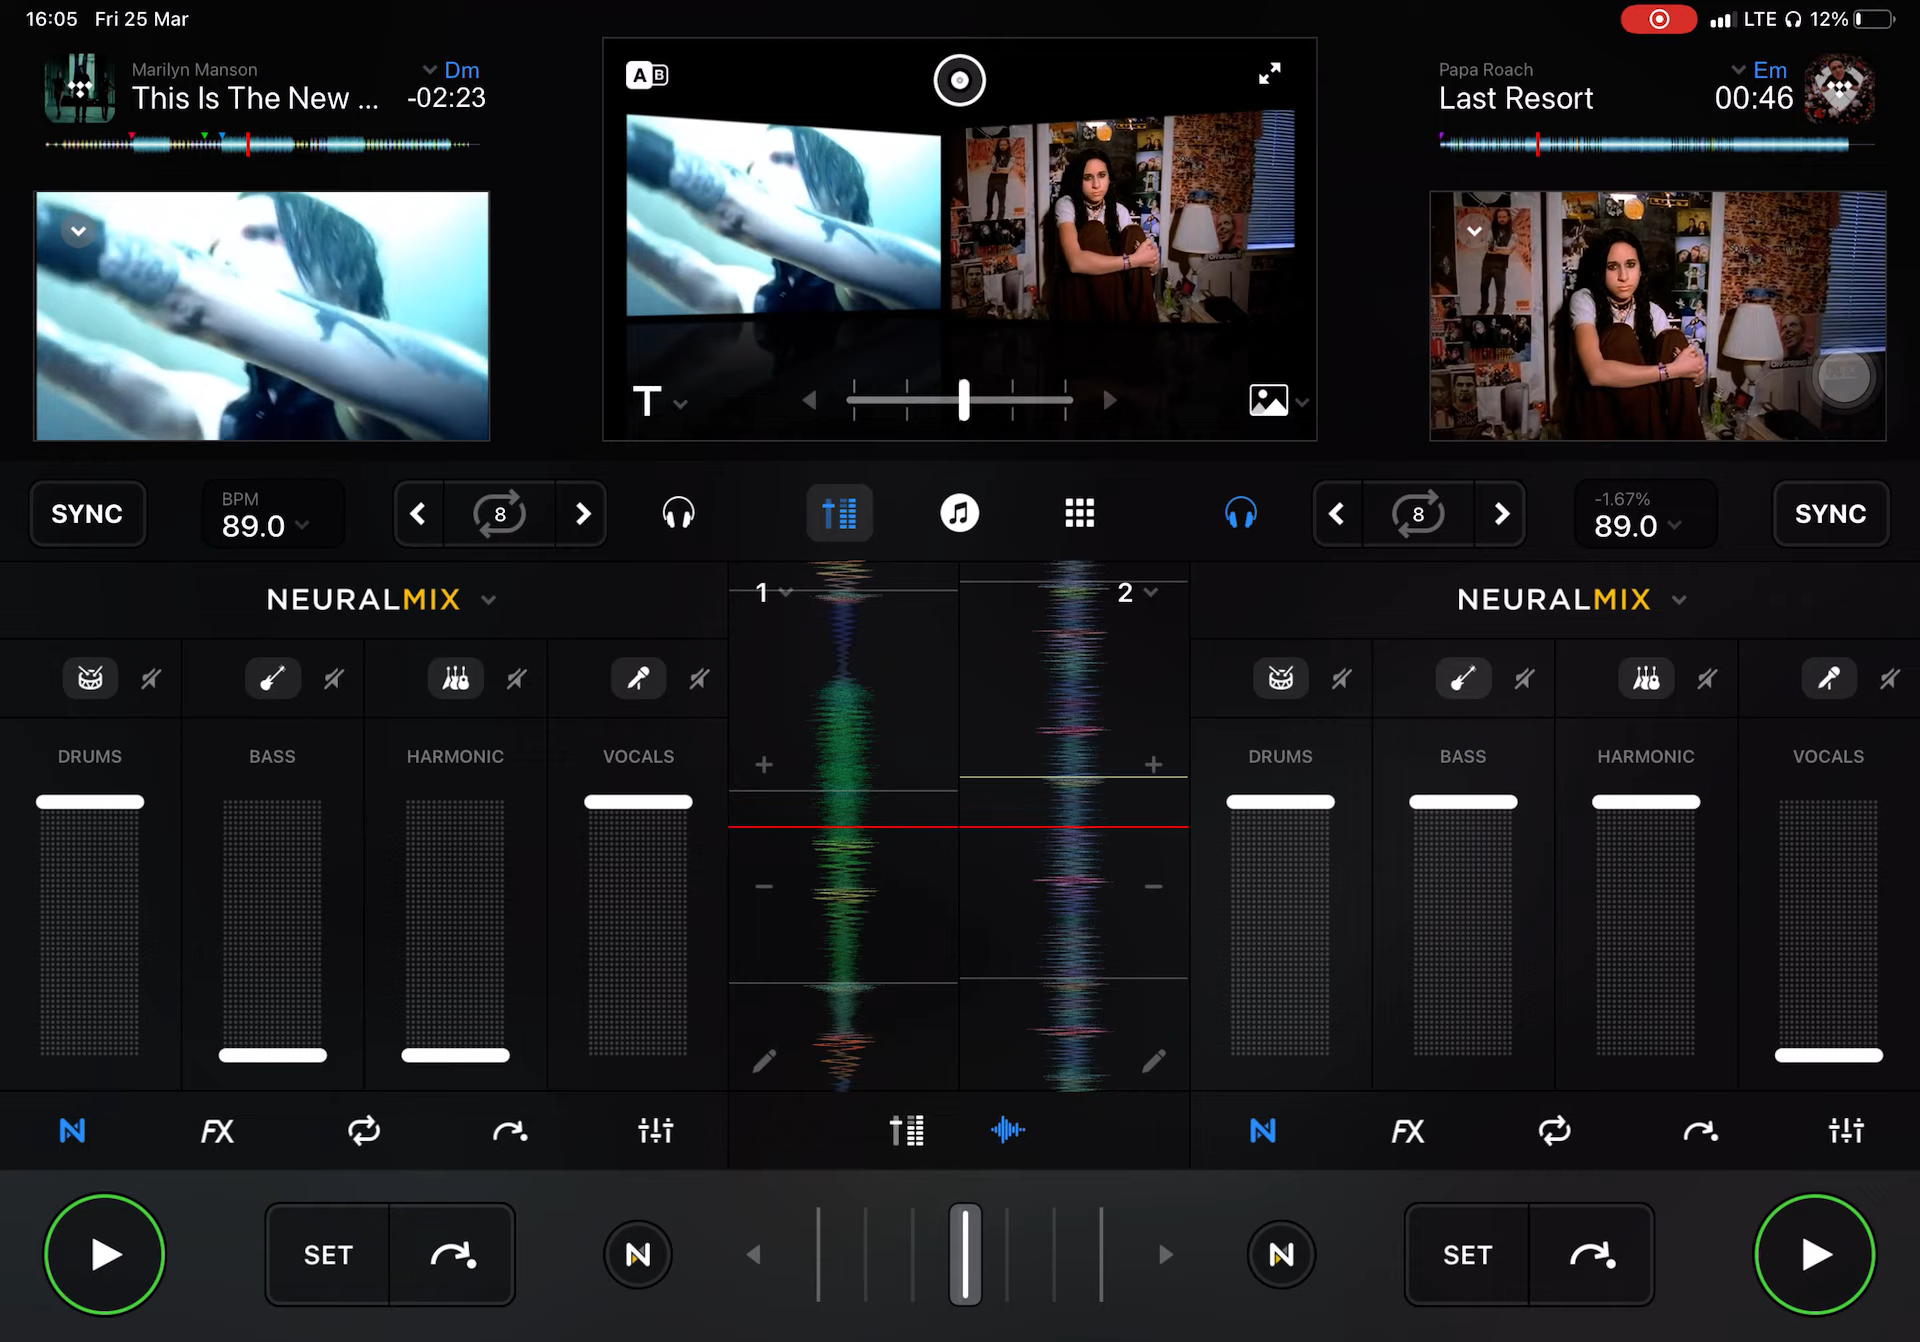 16:05 Fri 25 Mar
LTE 12%
Marilyn Manson
Dm
This Is The New ...
-02:23
A B
Papa Roach
Em
Last Resort
00:46
T
SYNC
BPM
89.0
8
8
-1.67%
89.0
SYNC
NEURALMIX
1
2
NEURALMIX
DRUMS BASS HARMONIC VOCALS
DRUMS BASS HARMONIC VOCALS
N FX
N FX
SET
N
N
SET